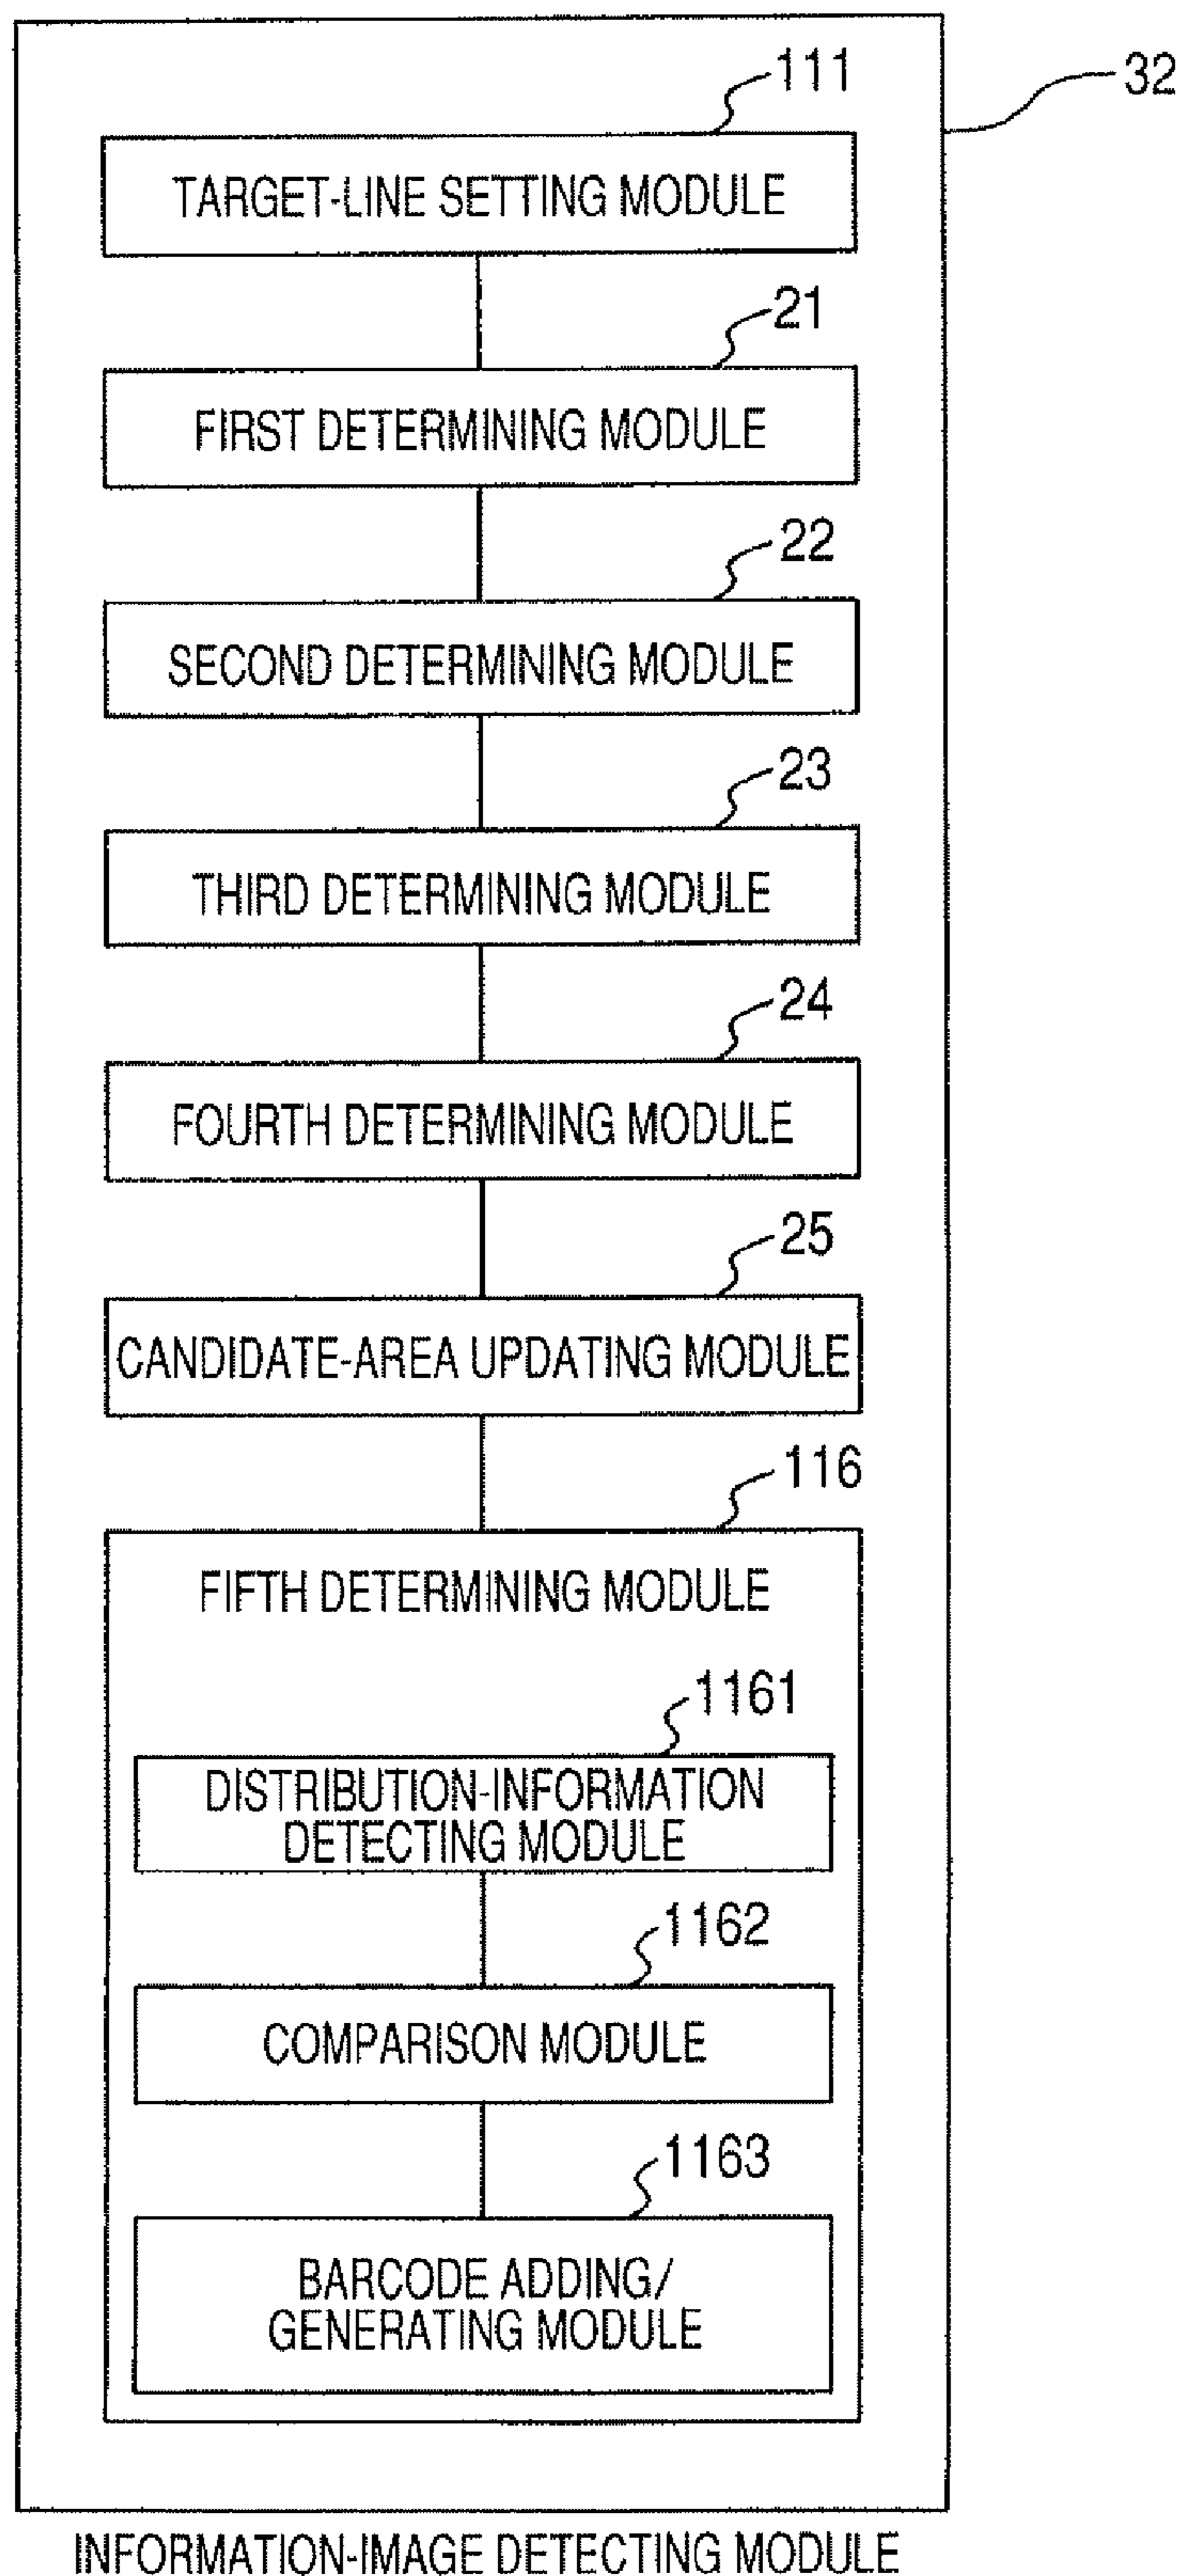 111
32
TARGET-LINE SETTING MODULE
21
FIRST DETERMINING MODULE
22
SECOND DETERMINING MODULE
23
THIRD DETERMINING MODULE
24
FOURTH DETERMINING MODULE
25
CANDIDATE-AREA UPDATING MODULE
116
FIFTH DETERMINING MODULE
1161
DISTRIBUTION-INFORMATION
DETECTING MODULE
1162
COMPARISON MODULE
1163
BARCODE ADDING/
GENERATING MODULE
INFORMATION-IMAGE DETECTING MODULE